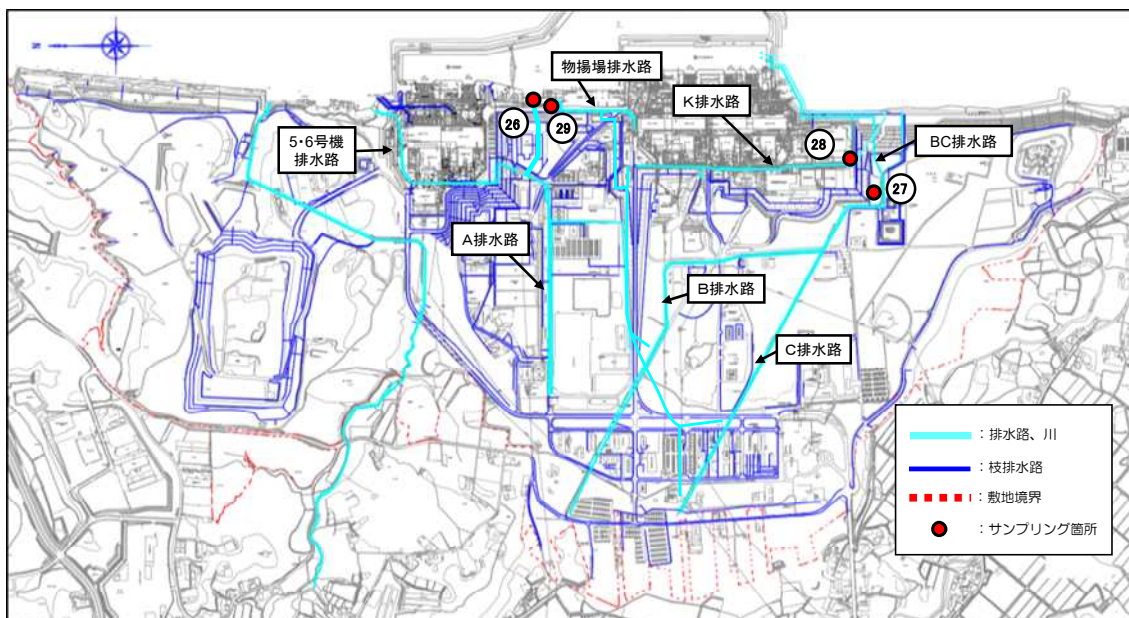 N
物揚場排水路
K排水路
26
29
5・6号機
排水路
28
BC排水路
27
A排水路
B排水路
C排水路
：排水路、川
：枝排水路
：敷地境界
：サンプリング箇所